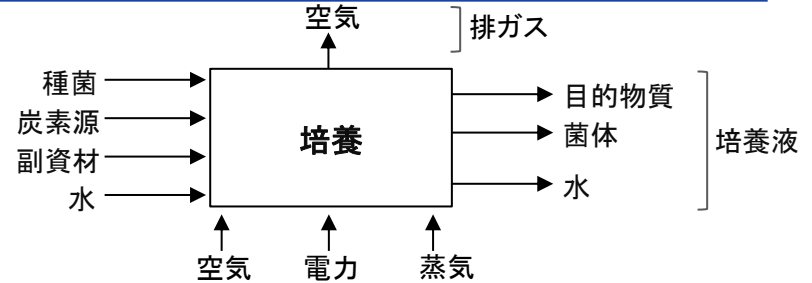 空気
排ガス
種菌
炭素源
副資材
水
培養
目的物質
菌体
水
培養液
空気
電力
蒸気